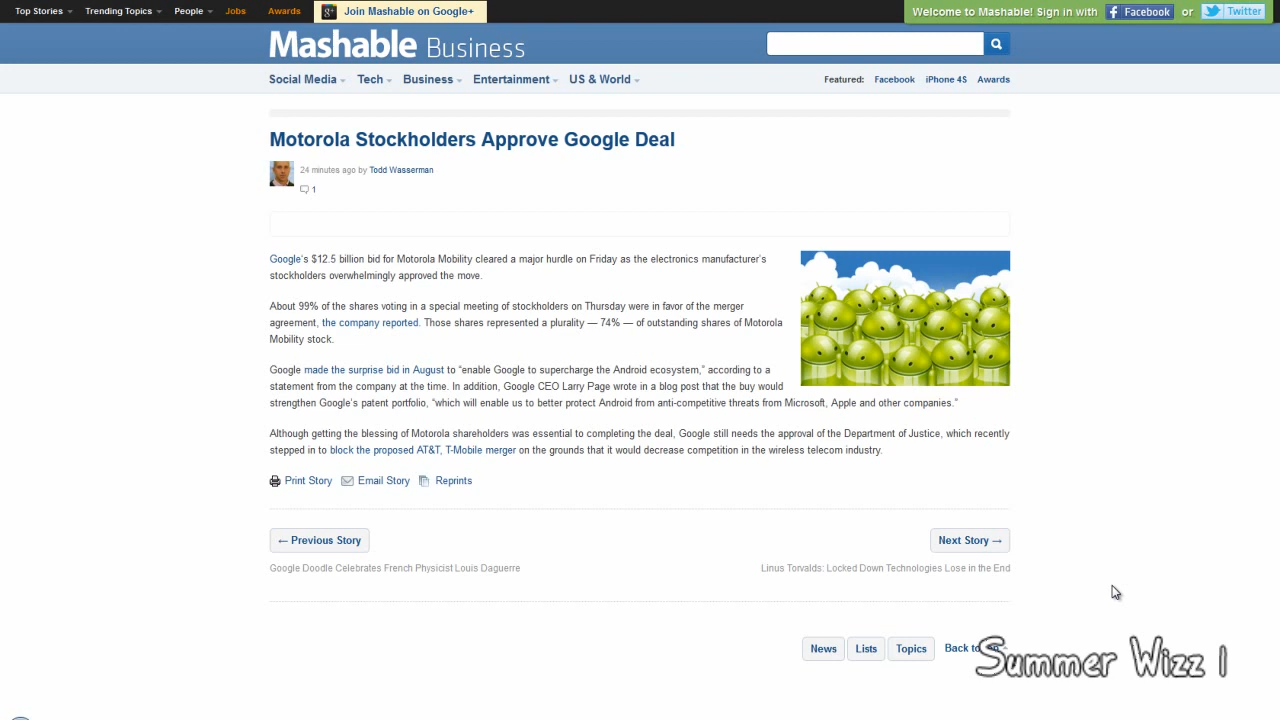 Top Stories Trending Topics People Jobs Awards Join Mashable on Google+ Welcome to Mashable! Sign in with Facebook or Twitter
Mashable Business
Social Media Tech Business Entertainment US & World Featured: Facebook iPhone 4S Awards
Motorola Stockholders Approve Google Deal
24 minutes ago by Todd Wasserman
1
Google's $12.5 billion bid for Motorola Mobility cleared a major hurdle on Friday as the electronics manufacturer's
stockholders overwhelmingly approved the move.
About 99% of the shares voting in a special meeting of stockholders on Thursday were in favor of the merger
agreement, the company reported. Those shares represented a plurality — 74% — of outstanding shares of Motorola
Mobility stock.
Google made the surprise bid in August to “enable Google to supercharge the Android ecosystem,” according to a
statement from the company at the time. In addition, Google CEO Larry Page wrote in a blog post that the buy would
strengthen Google's patent portfolio, “which will enable us to better protect Android from anti-competitive threats from Microsoft, Apple and other companies.”
Although getting the blessing of Motorola shareholders was essential to completing the deal, Google still needs the approval of the Department of Justice, which recently
stepped in to block the proposed AT&T, T-Mobile merger on the grounds that it would decrease competition in the wireless telecom industry.
Print Story Email Story Reprints
← Previous Story Next Story →
Google Doodle Celebrates French Physicist Louis Daguerre Linus Torvalds: Locked Down Technologies Lose in the End
News Lists Topics Back to
Summer Wizz 1